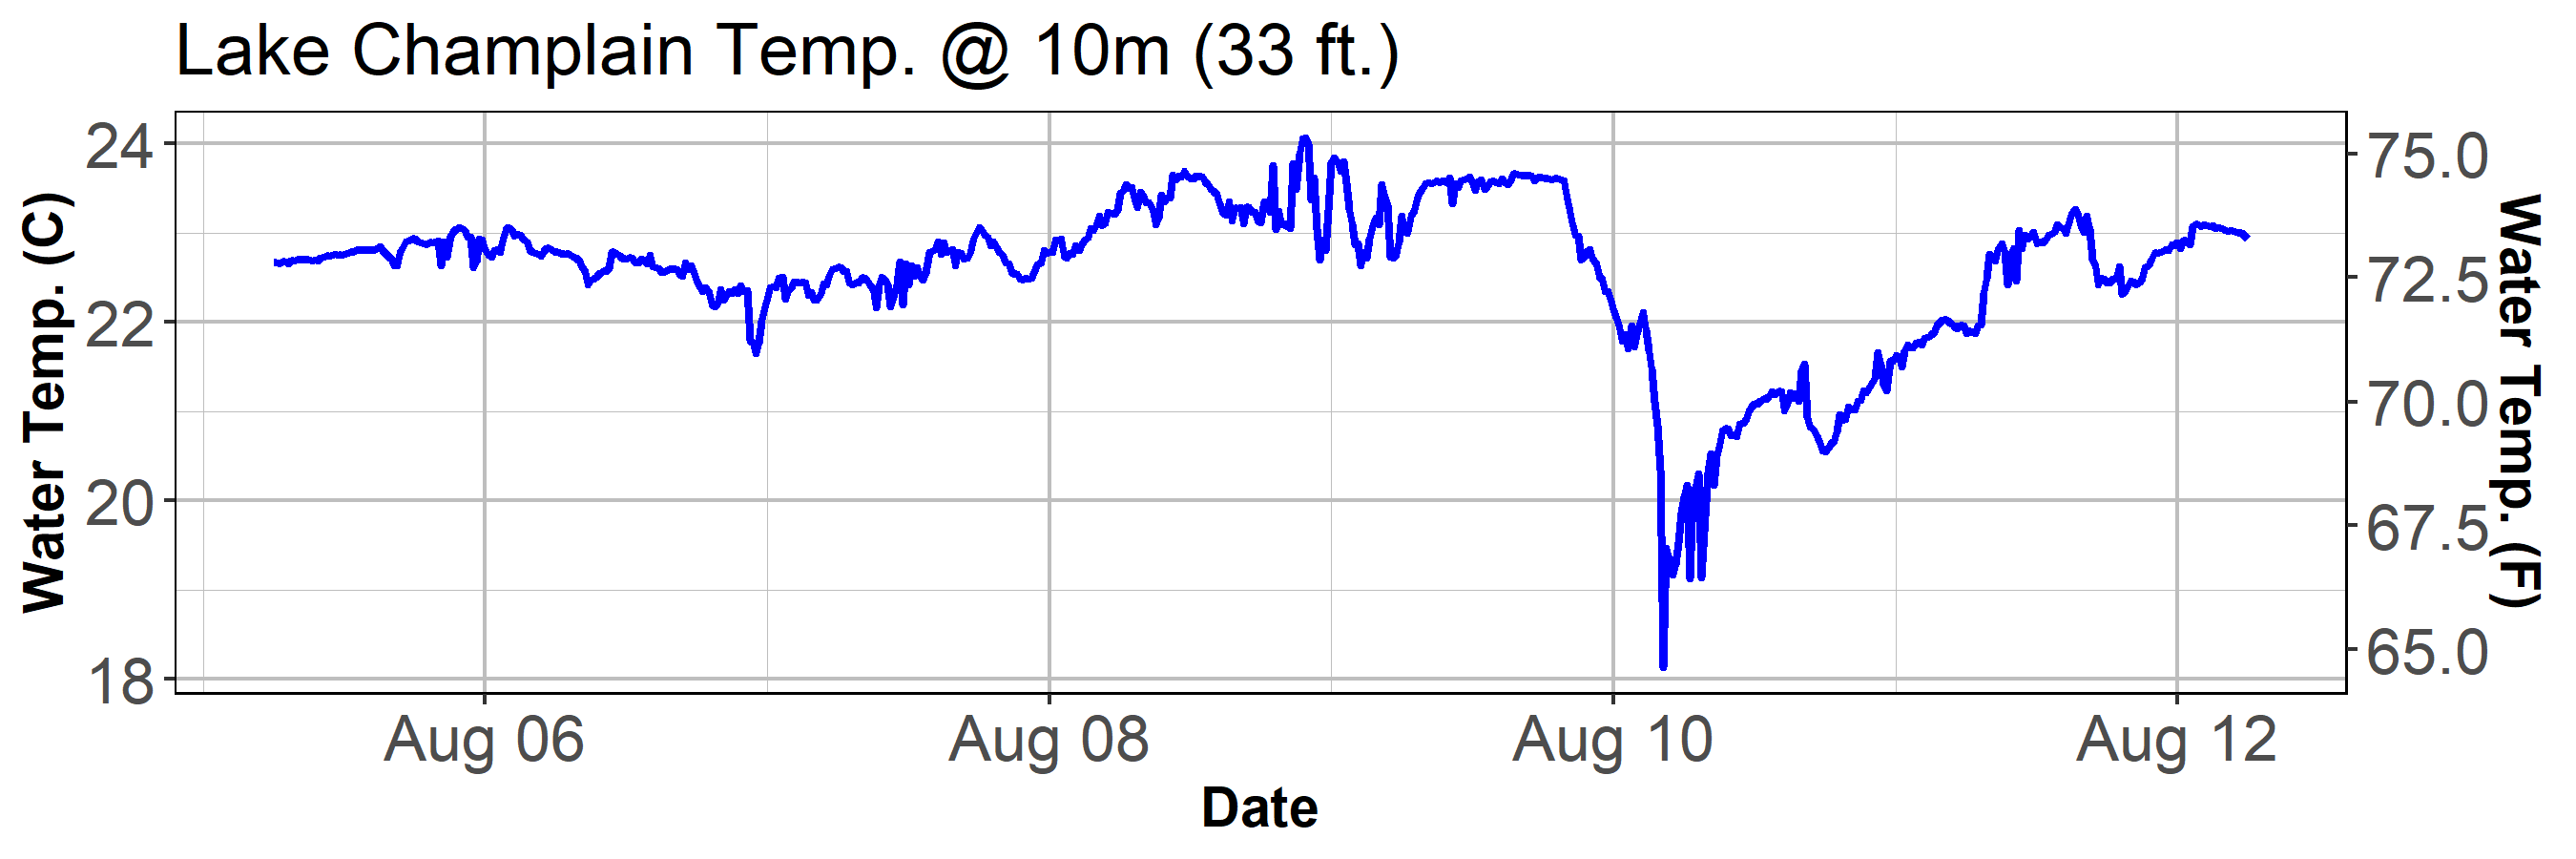 Lake Champlain Temp. @ 10m (33 ft.)
Water Temp. (C)
24
22
20
18
75.0
72.5
70.0
67.5
65.0
Water Temp. (F)
Aug 06 Aug 08 Aug 10 Aug 12
Date